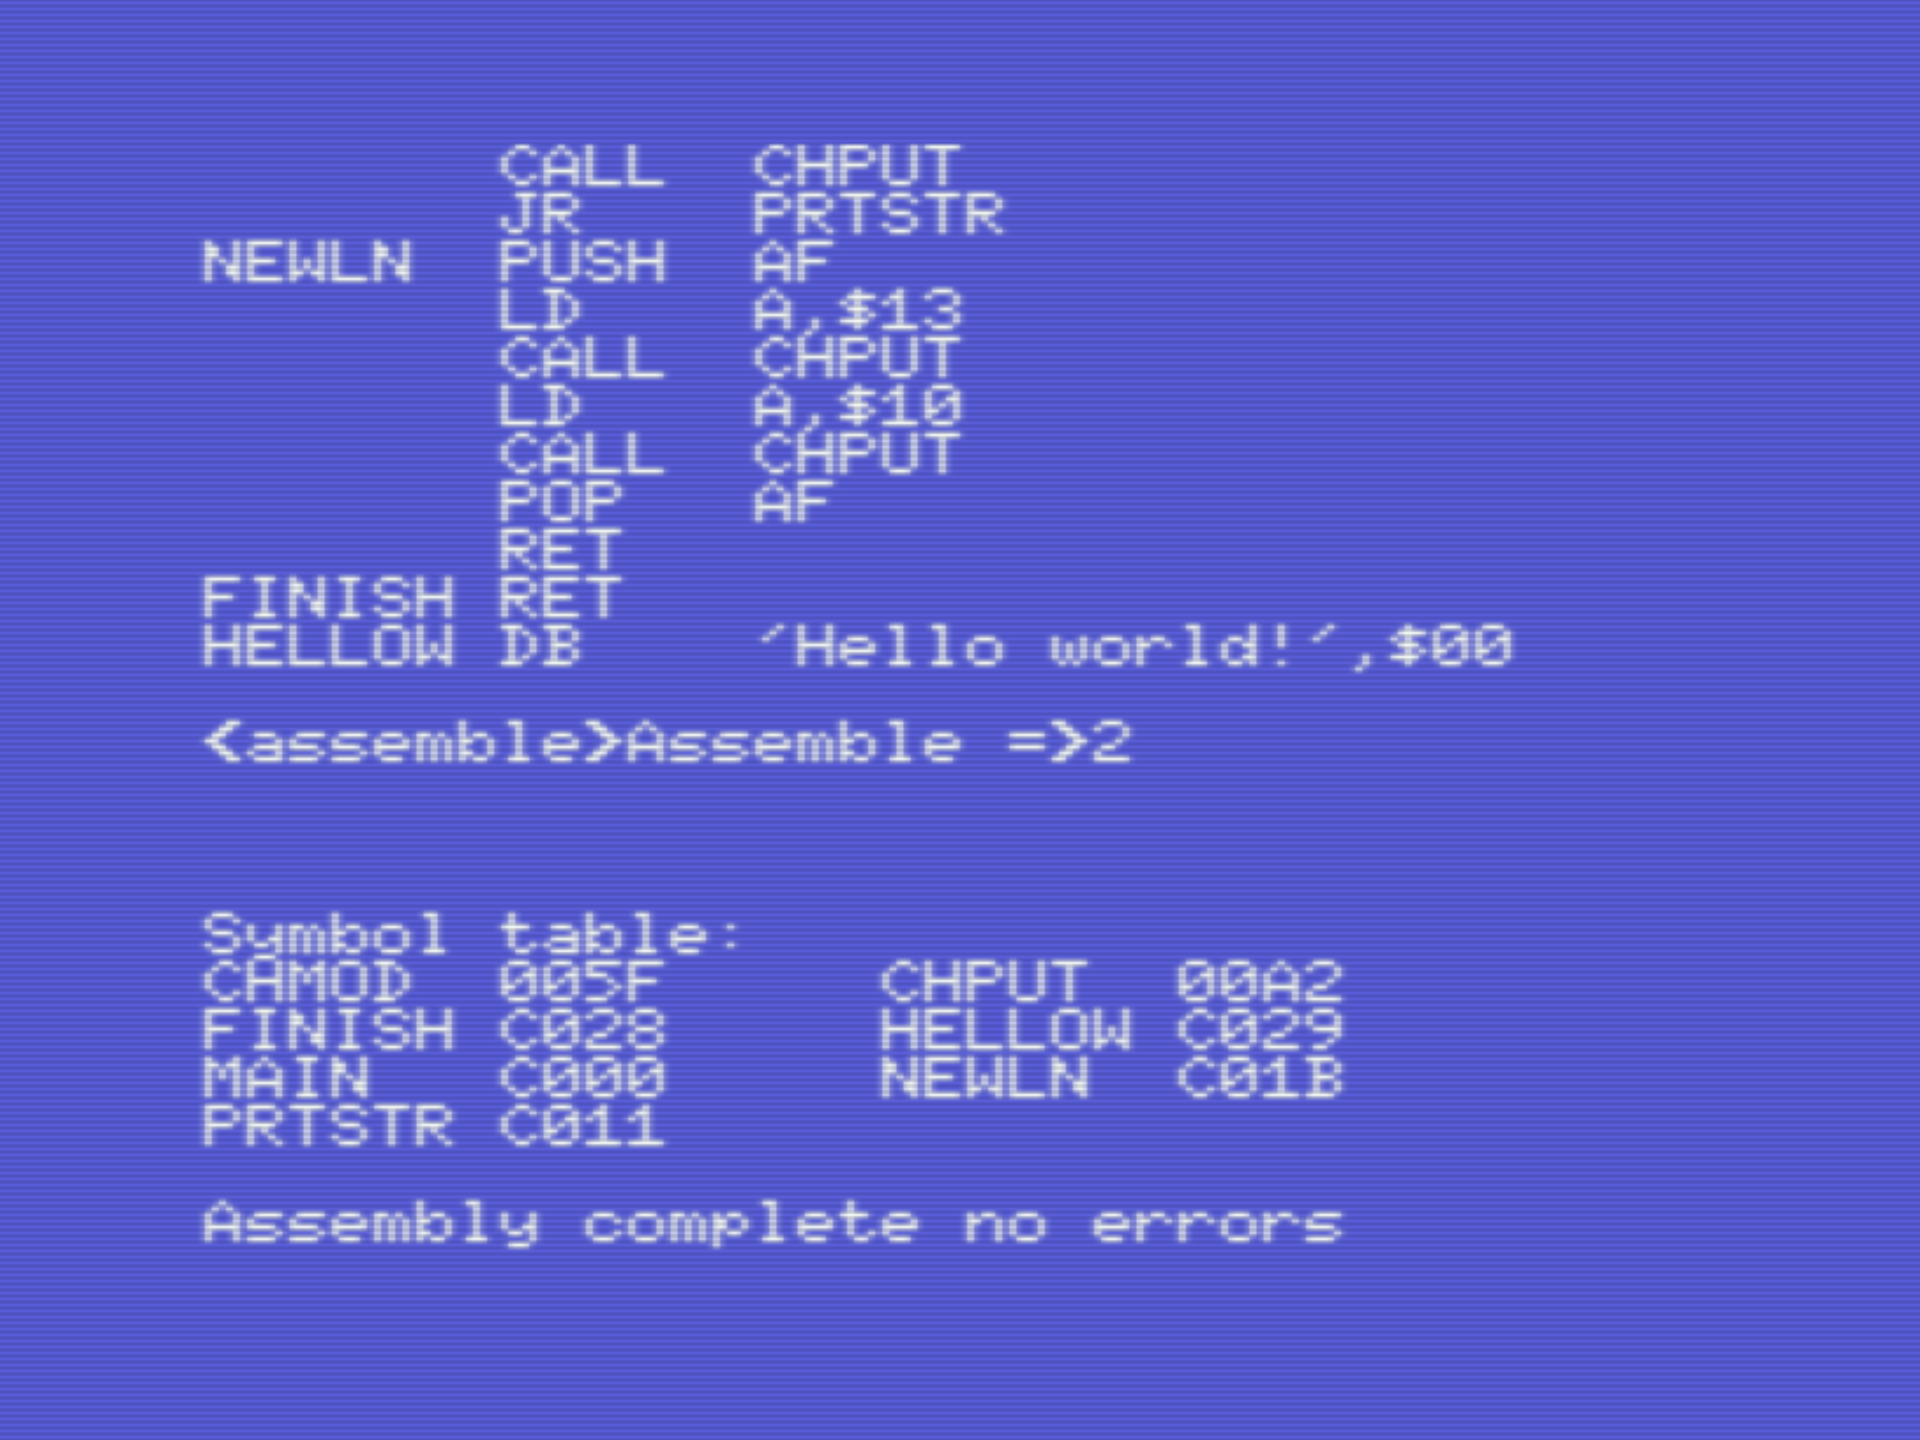 CALL CHPUT
JR PRTSTR
NEWLN PUSH AF
LD A,$13
CALL CHPUT
LD A,$10
CALL CHPUT
POP AF
RET
FINISH RET
HELLOW DB 'Hello world!',$00
<assemble>Assemble =>2
Symbol table:
CAMOD 005F CHPUT 00A2
FINISH C028 HELLOW C029
MAIN C000 NEWLN C01B
PRTSTR C011
Assembly complete no errors